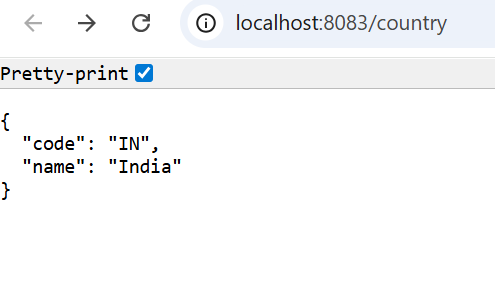 localhost:8083/country
Pretty-print
{
  "code": "IN",
  "name": "India"
}